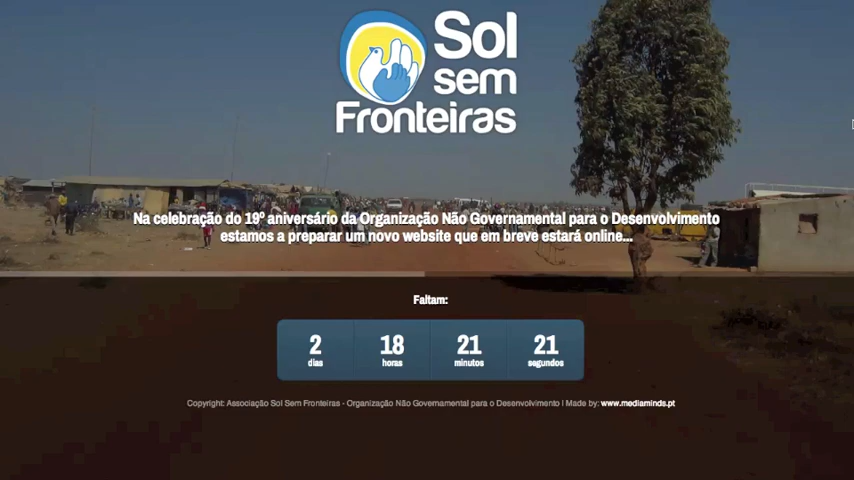 Sol
sem
Fronteiras
Na celebração do 19º aniversário da Organização Não Governamental para o Desenvolvimento
estamos a preparar um novo website que em breve estará online...
Faltam:
2 18 21 21
dias horas minutos segundos
Copyright: Associação Sol Sem Fronteiras - Organização Não Governamental para o Desenvolvimento | Made by: www.mediaminds.pt